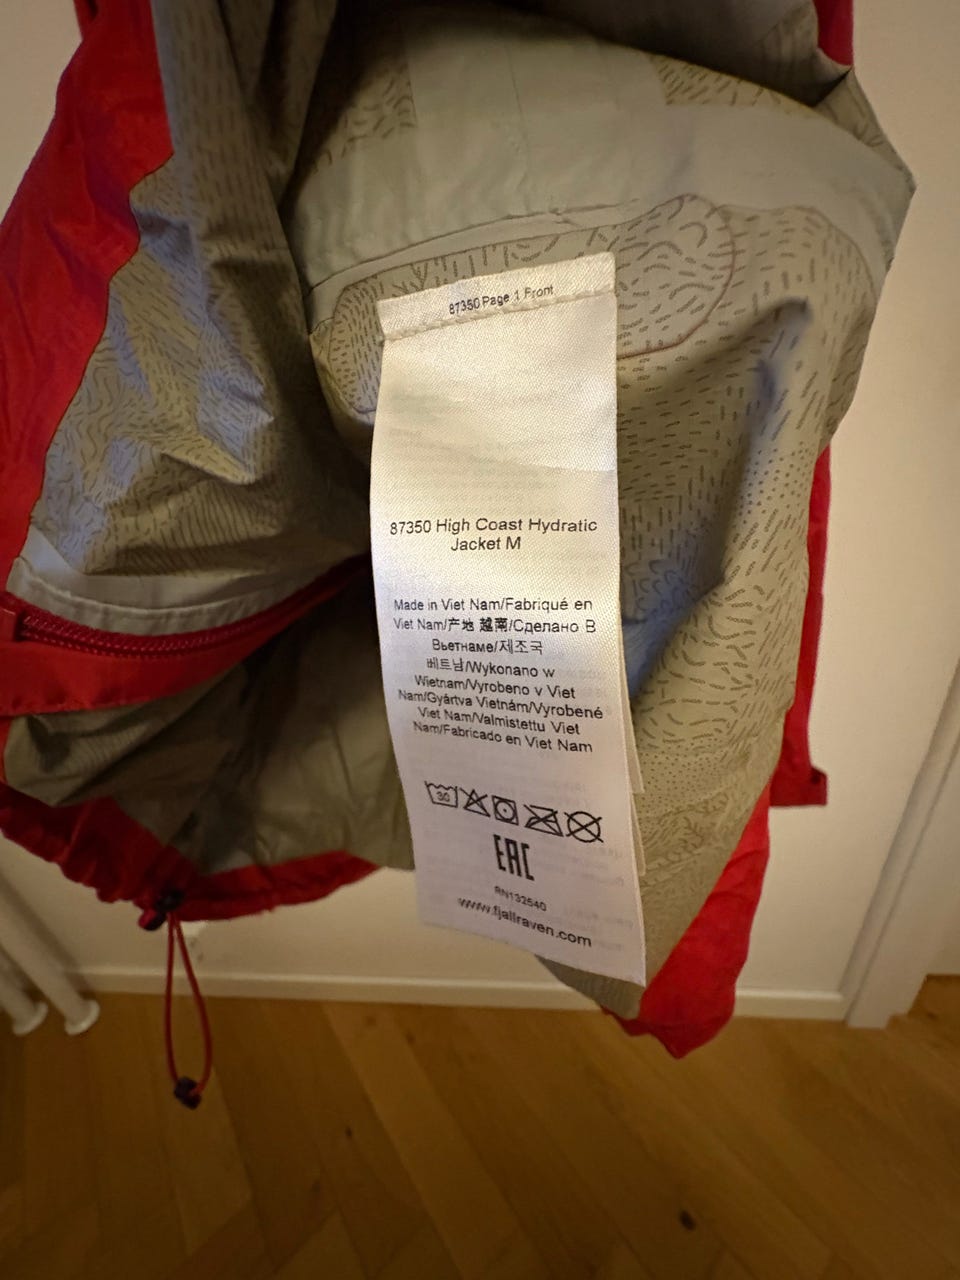 87350 Page 1 Front
87350 High Coast Hydratic
Jacket M
Made in Viet Nam/Fabriqué en
Viet Nam/产地 越南/Сделано В
Вьетнаме/제조국
베트남/Wykonano w
Wietnam/Vyrobeno v Viet
Nam/Gyártva Vietnám/Vyrobené
Viet Nam/Valmistettu Viet
Nam/Fabricado en Viet Nam
30
EAC
RN132640
www.fjallraven.com